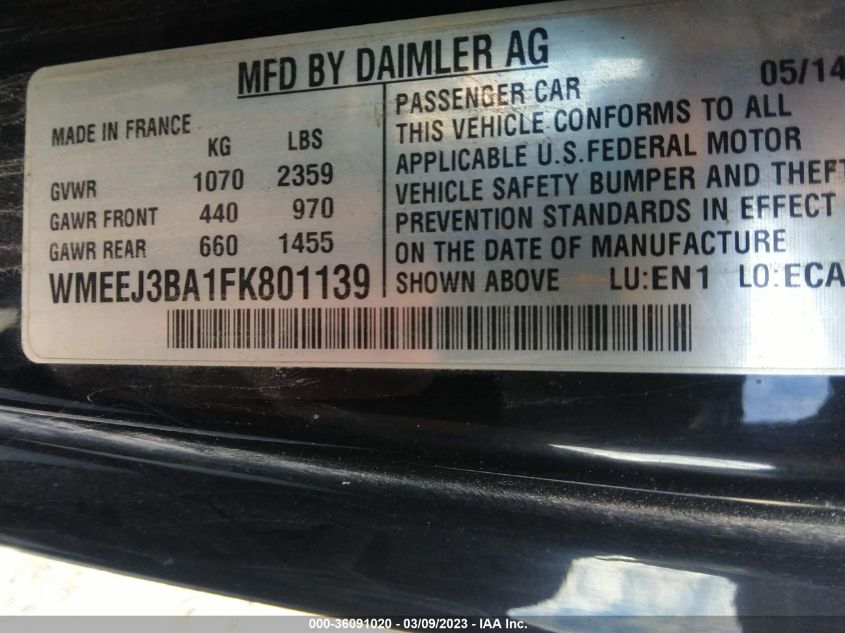 MFD BY DAIMLER AG
05/14
MADE IN FRANCE
KG LBS
GVWR 1070 2359
GAWR FRONT 440 970
GAWR REAR 660 1455
WMEEJ3BA1FK801139
PASSENGER CAR
THIS VEHICLE CONFORMS TO ALL
APPLICABLE U.S.FEDERAL MOTOR
VEHICLE SAFETY BUMPER AND THEFT
PREVENTION STANDARDS IN EFFECT
ON THE DATE OF MANUFACTURE
SHOWN ABOVE LU:EN1 LO:ECA
000-36091020 - 03/09/2023 - IAA Inc.